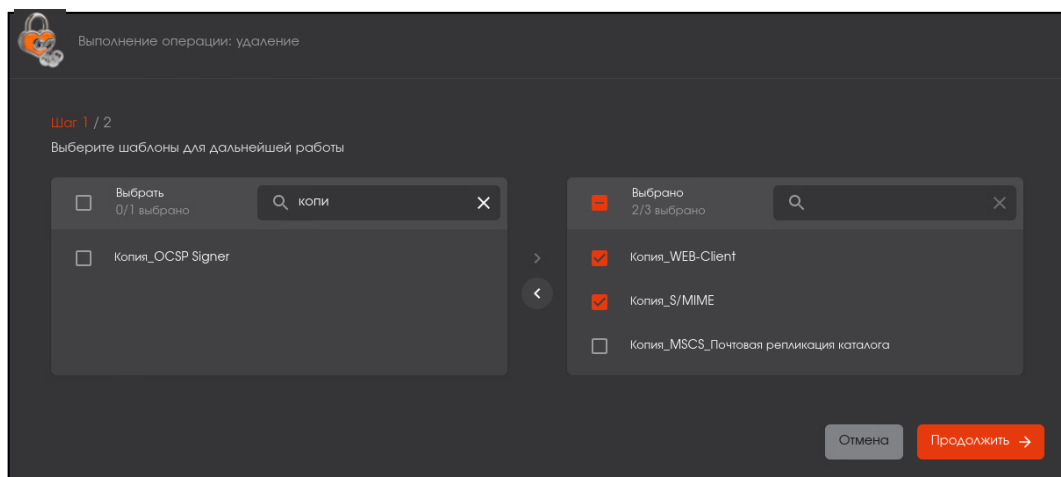 Выполнение операции: удаление
Шаг 1 / 2
Выберите шаблоны для дальнейшей работы
Выбрать
0/1 выбрано
копи
Копия_OCSP Signer
Выбрано
2/3 выбрано
Копия_WEB-Client
Копия_S/MIME
Копия_MSCS_Почтовая репликация каталога
Отмена
Продолжить →